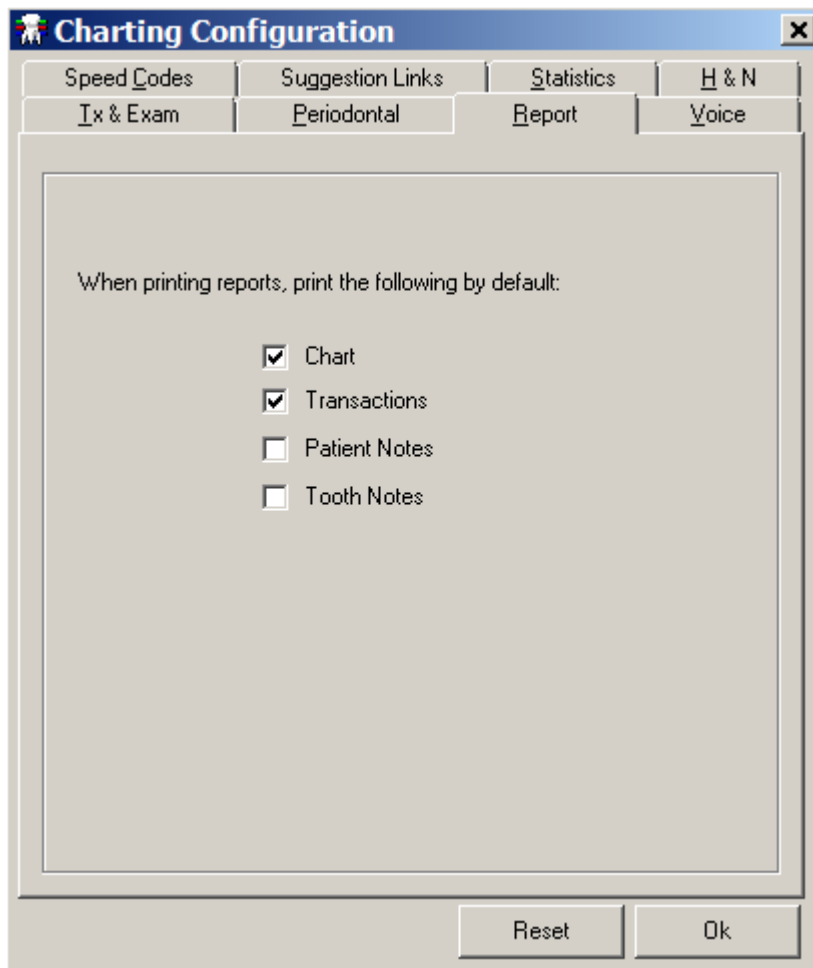 Charting Configuration
Speed Codes Suggestion Links Statistics H & N
Tx & Exam Periodontal Report Voice
When printing reports, print the following by default:
Chart
Transactions
Patient Notes
Tooth Notes
Reset Ok